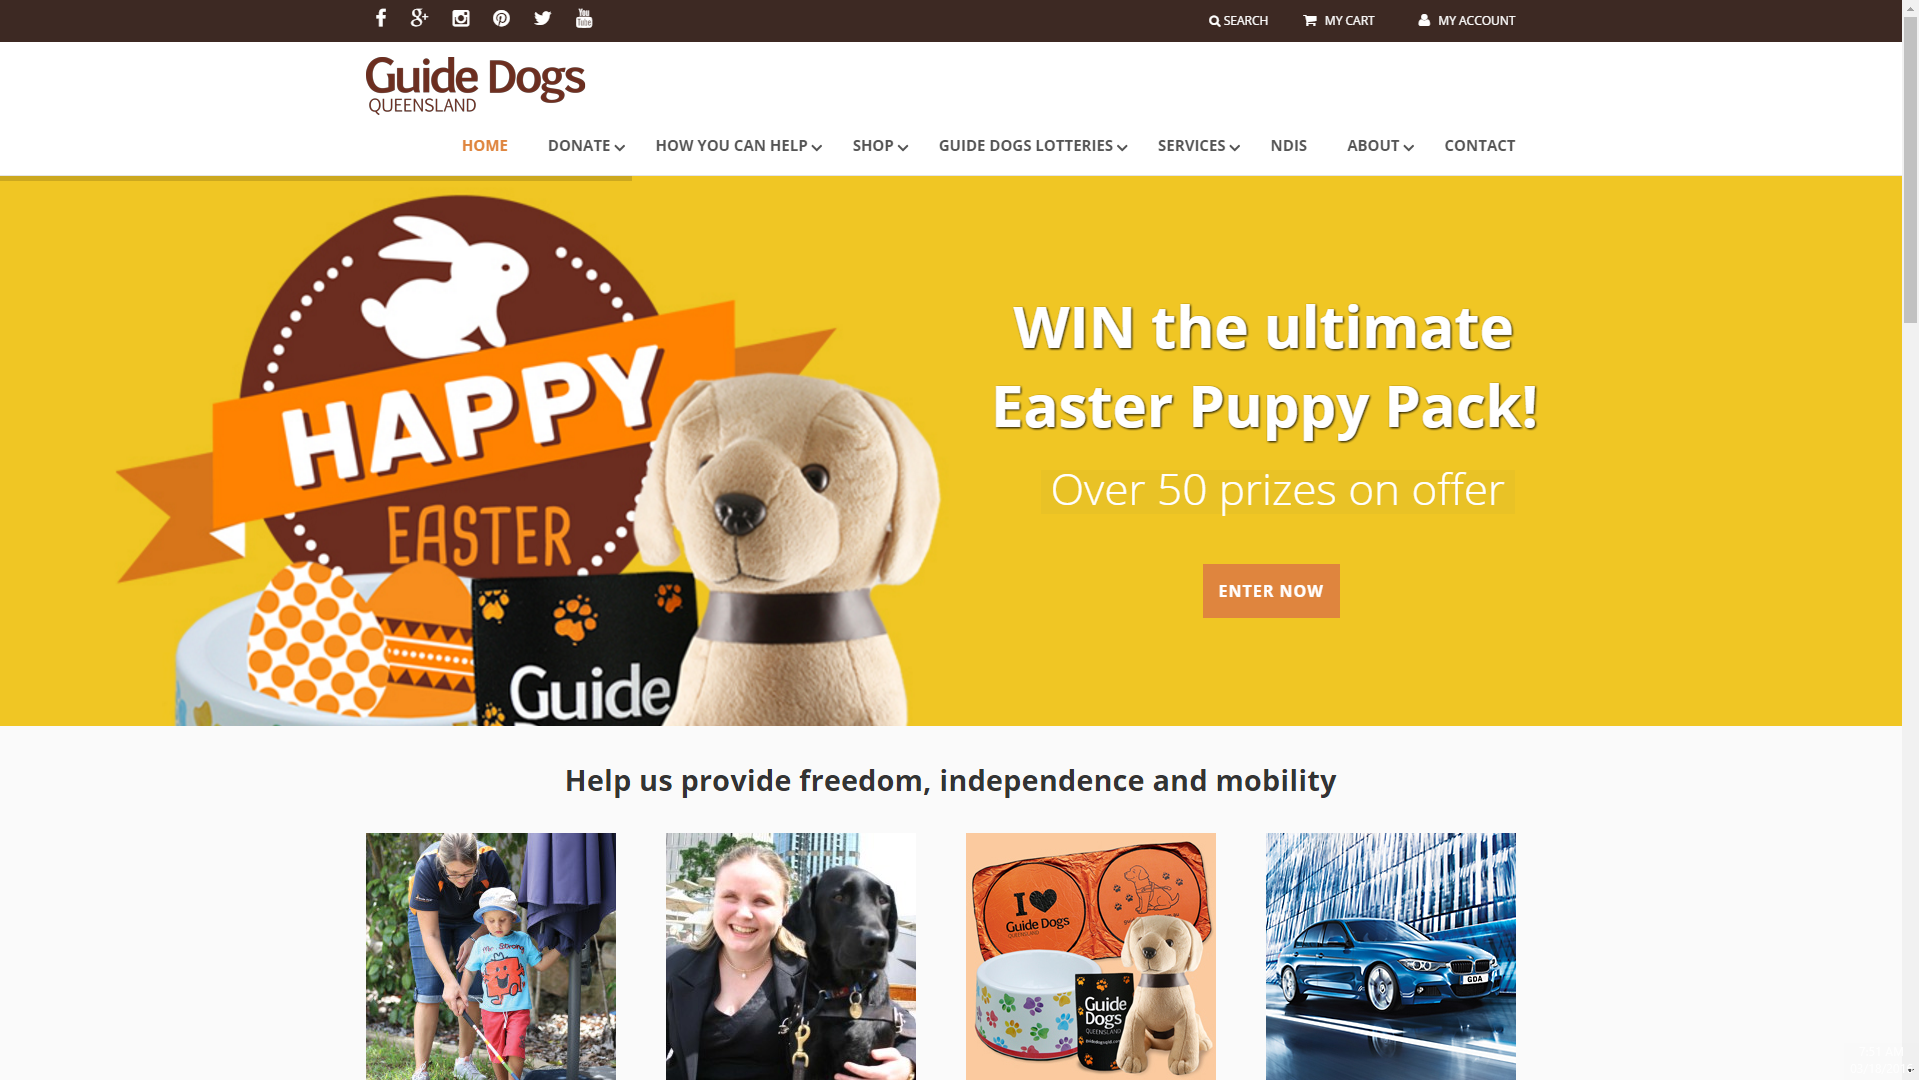 SEARCH
MY CART
MY ACCOUNT
Guide Dogs
QUEENSLAND
HOME
DONATE
HOW YOU CAN HELP
SHOP
GUIDE DOGS LOTTERIES
SERVICES
NDIS
ABOUT
CONTACT
HAPPY
EASTER
Guide
WIN the ultimate
Easter Puppy Pack!
Over 50 prizes on offer
ENTER NOW
Help us provide freedom, independence and mobility
I
Guide Dogs
QUEENSLAND
Guide
Dogs
QUEENSLAND
GDA